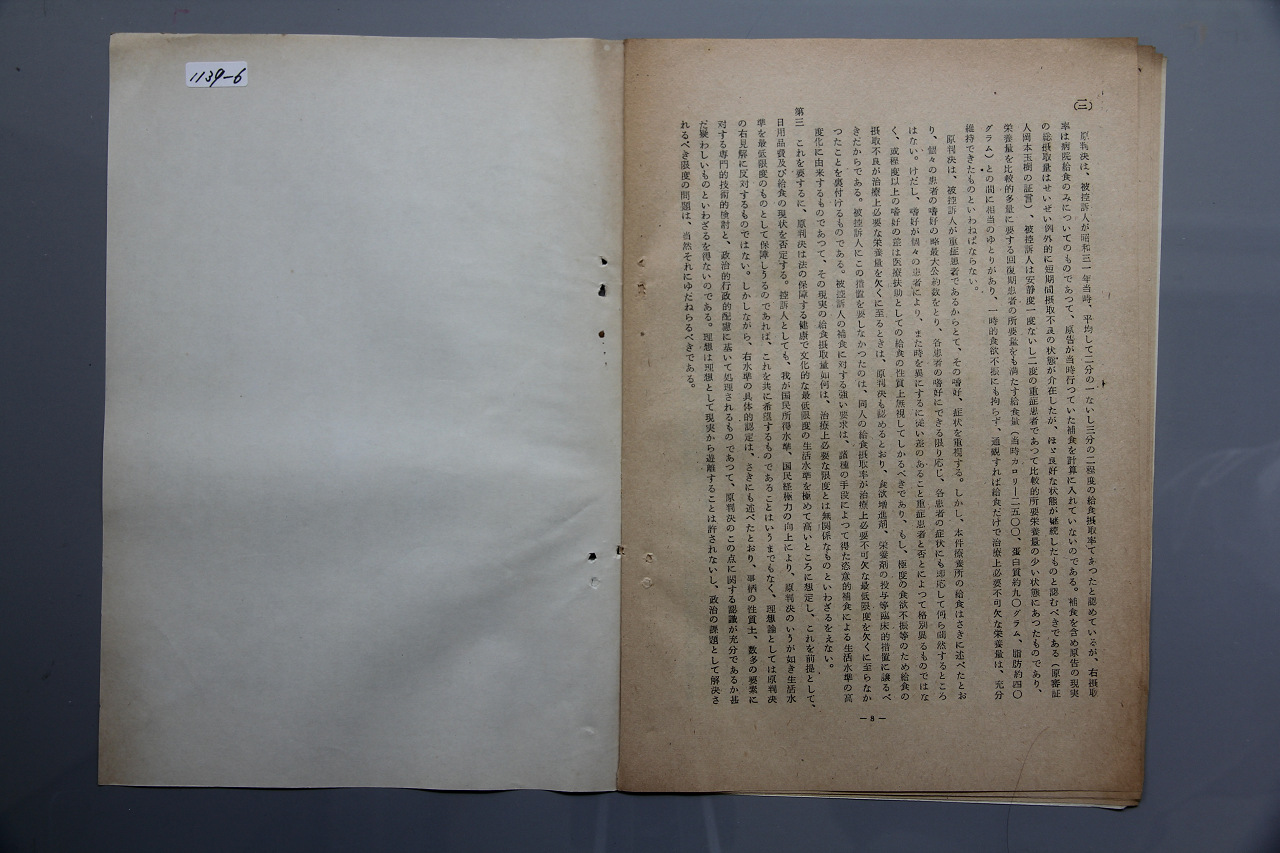 1139-6
(三)
原判決は、被控訴人が昭和三一年当時、平均して二分の一ないし三分の二程度の給食摂取率であつたと認めているが、右摂取
率は病院給食のみについてのものであつて、原告が当時行つていた補食を計算に入れていないのである。補食を含め原告の現実
の総摂取量はせいぜい例外的に短期間摂取不良の状態が介在したが、ほゞ良好な状態が継続したものと認むべきである(原審証
人岡本玉樹の証言)、被控訴人は安静度一度ないし二度の重症患者であつて比較的所要栄養量の少い状態にあつたものであり、
栄養量を比較的多量に要する回復期患者の所要量をも満たす給食量(当時カロリー二五〇〇、蛋白質約九〇グラム、脂肪約四〇
グラム)との間に相当のゆとりがあり、一時的食欲不振にも拘らず、通観すれば給食だけで治療上必要不可欠な栄養量は、充分
維持できたものといわねばならない。
原判決は、被控訴人が重症患者であるからとて、その嗜好、症状を重視する。しかし、本件療養所の給食はさきに述べたとお
り、個々の患者の嗜好の略最大公約数をとり、各患者の嗜好にできる限り応じ、各患者の症状にも即応して何ら間然するところ
はない。けだし、嗜好が個々の患者により、また時を異にするに従い差のあること重症患者と否とによつて格別異るものではな
く、或程度以上の嗜好の差は医療扶助としての給食の性質上無視してしかるべきであり、もし、極度の食欲不振等のため給食の
摂取不良が治療上必要な栄養量を欠くに至るときは、原判決も認めるとおり、食欲増進剤、栄養剤の投与等臨床的措置に譲るべ
きだからである。被控訴人にこの措置を要しなかつたのは、同人の給食摂取率が治療上必要不可欠な最低限度を欠くに至らなか
つたことを裏付けるものである。被控訴人の補食に対する強い要求は、諸種の手段によつて得た恣意的補食による生活水準の高
度化に由来するものであつて、その現実の給食摂取量如何は、治療上必要な限度とは無関係なものといわざるをえない。
第三 これを要するに、原判決は法の保障する健康で文化的な最低限度の生活水準を極めて高いところに想定し、これを前提として、
日用品費及び給食の現状を否定する。控訴人としても、我が国民所得水準、国民経済力の向上により、原判決のいうが如き生活水
準を最低限度のものとして保障しうるのであれば、これを共に希望するものであることはいうまでもなく、理想論としては原判決
の右見解に反対するものではない。しかしながら、右水準の具体的認定は、さきにも述べたとおり、事柄の性質上、数多の要素に
対する専門的技術的検討と、政治的行政的配慮に基いて処理されるものであつて、原判決のこの点に関する認識が充分であるか甚
だ疑わしいものといわざるを得ないのである。理想は理想として現実から遊離することは許されないし、政治の課題として解決さ
れるべき限度の問題は、当然それにゆだねらるべきである。
— 8 —